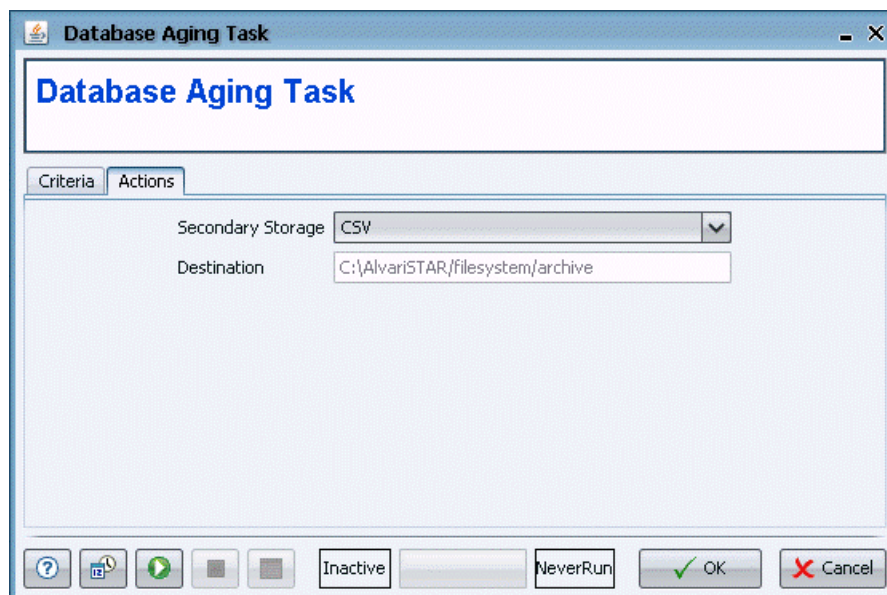 Database Aging Task
Database Aging Task
Criteria Actions
Secondary Storage CSV
Destination C:\AlvariSTAR/filesystem/archive
? 12 Inactive NeverRun OK Cancel